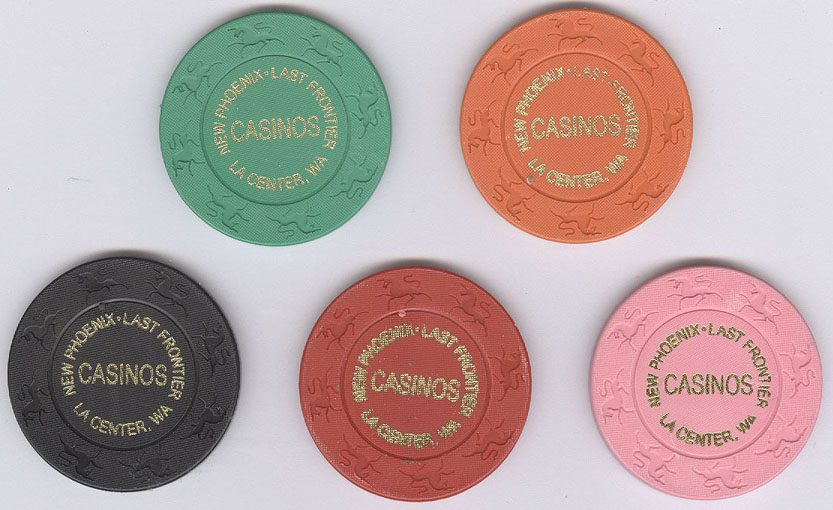 NEW PHOENIX • LAST FRONTIER
CASINOS
LA CENTER, WA
NEW PHOENIX • LAST FRONTIER
CASINOS
LA CENTER, WA
NEW PHOENIX • LAST FRONTIER
CASINOS
LA CENTER, WA
NEW PHOENIX • LAST FRONTIER
CASINOS
LA CENTER, WA
NEW PHOENIX • LAST FRONTIER
CASINOS
LA CENTER, WA